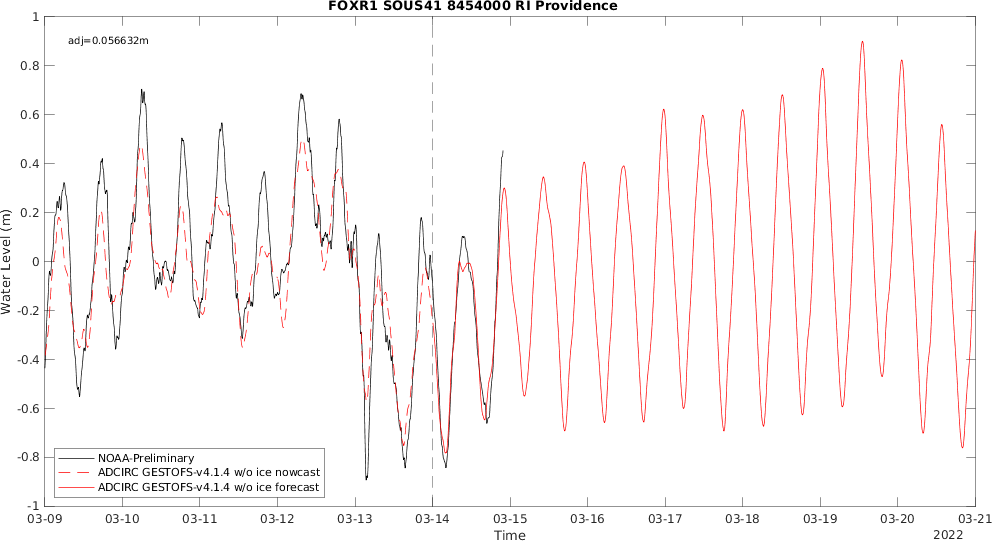 FOXR1 SOUS41 8454000 RI Providence
adj=0.056632m
1
0.8
0.6
0.4
0.2
0
-0.2
-0.4
-0.6
-0.8
-1
Water Level (m)
NOAA-Preliminary
ADCIRC GESTOFS-v4.1.4 w/o ice nowcast
ADCIRC GESTOFS-v4.1.4 w/o ice forecast
03-09 03-10 03-11 03-12 03-13 03-14 03-15 03-16 03-17 03-18 03-19 03-20 03-21
Time
2022